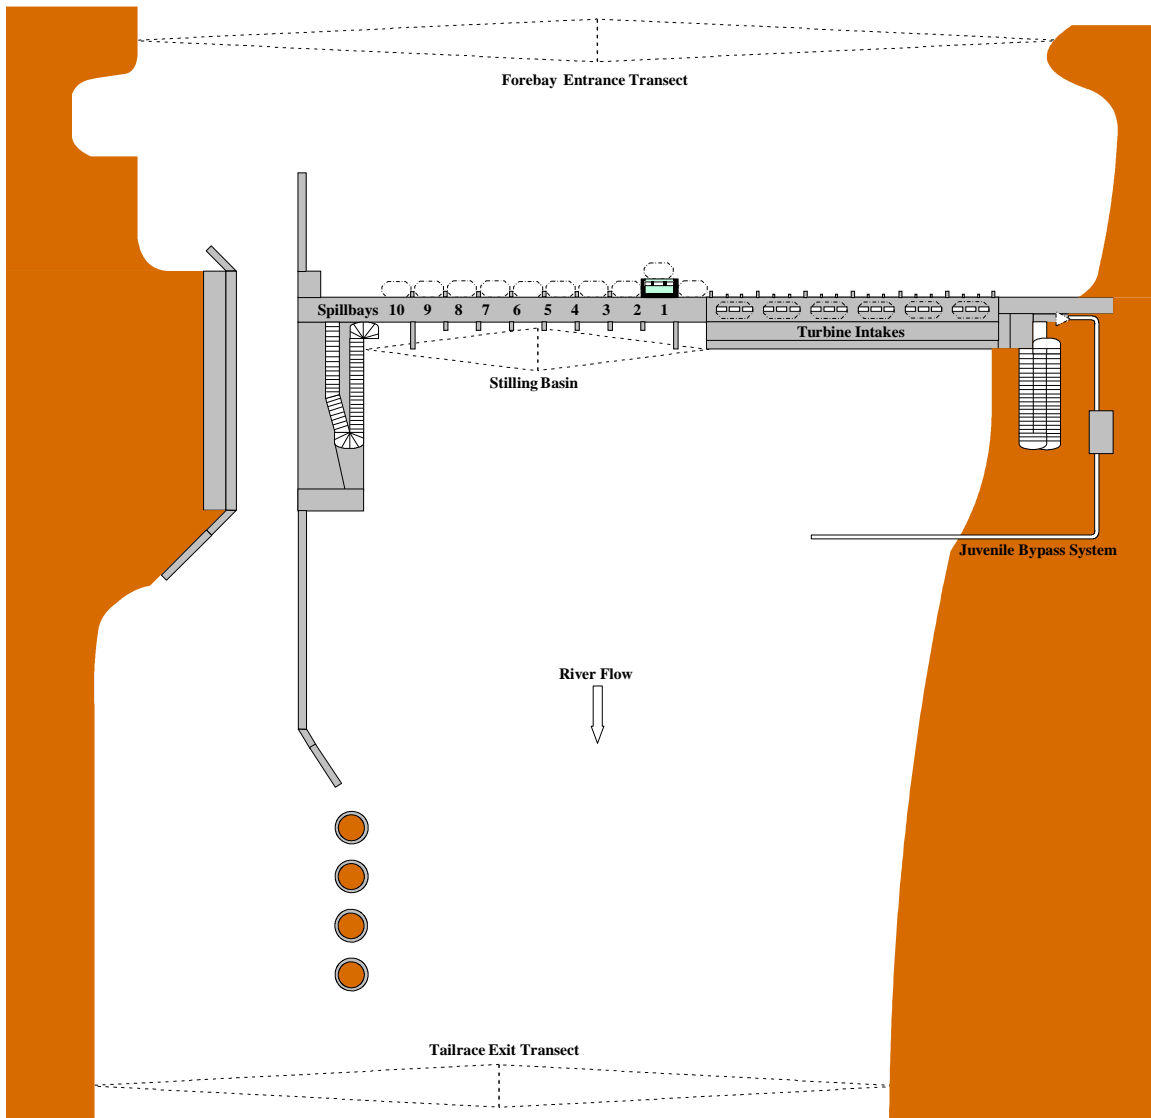 Forebay Entrance Transect
Spillbays 10 9 8 7 6 5 4 3 2 1
Turbine Intakes
Stilling Basin
Juvenile Bypass System
River Flow
Tailrace Exit Transect